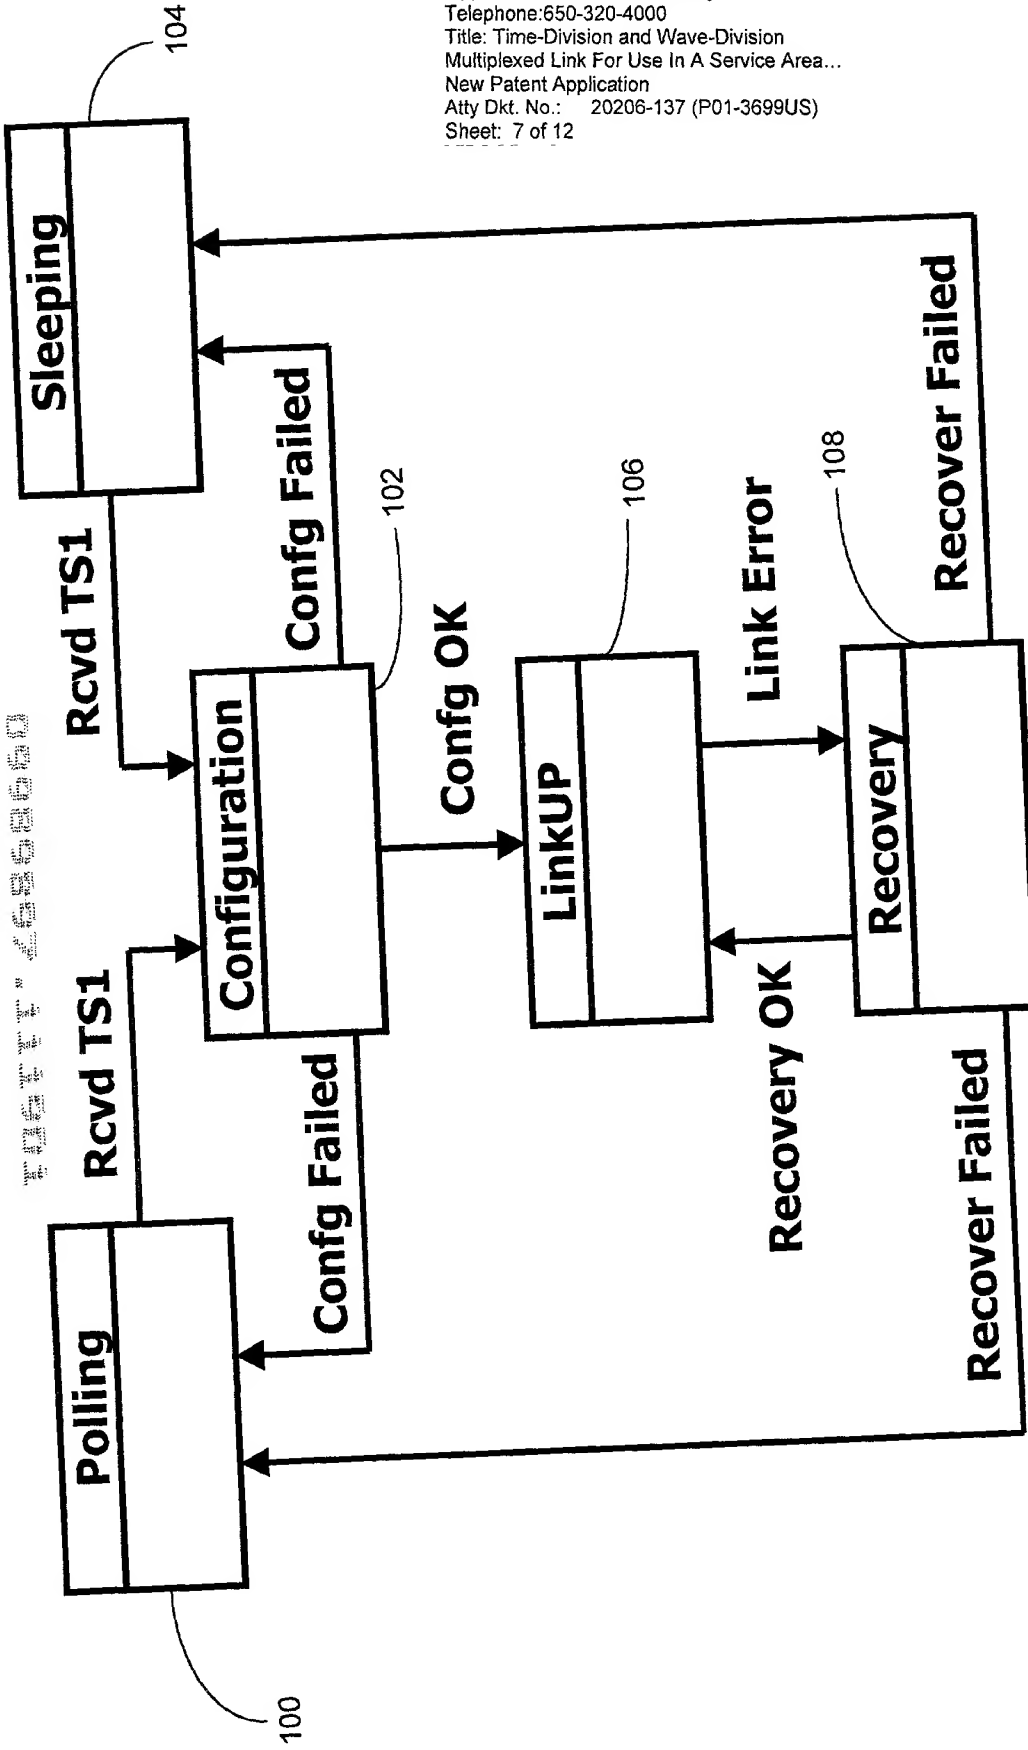 Telephone:650-320-4000
Title: Time-Division and Wave-Division
Multiplexed Link For Use In A Service Area...
New Patent Application
Atty Dkt. No.: 20206-137 (P01-3699US)
Sheet: 7 of 12
Polling
100
Rcvd TS1
Rcvd TS1
Sleeping
104
Configuration
102
Confg Failed
Confg Failed
Confg OK
LinkUP
106
Recovery OK
Link Error
Recovery
108
Recover Failed
Recover Failed